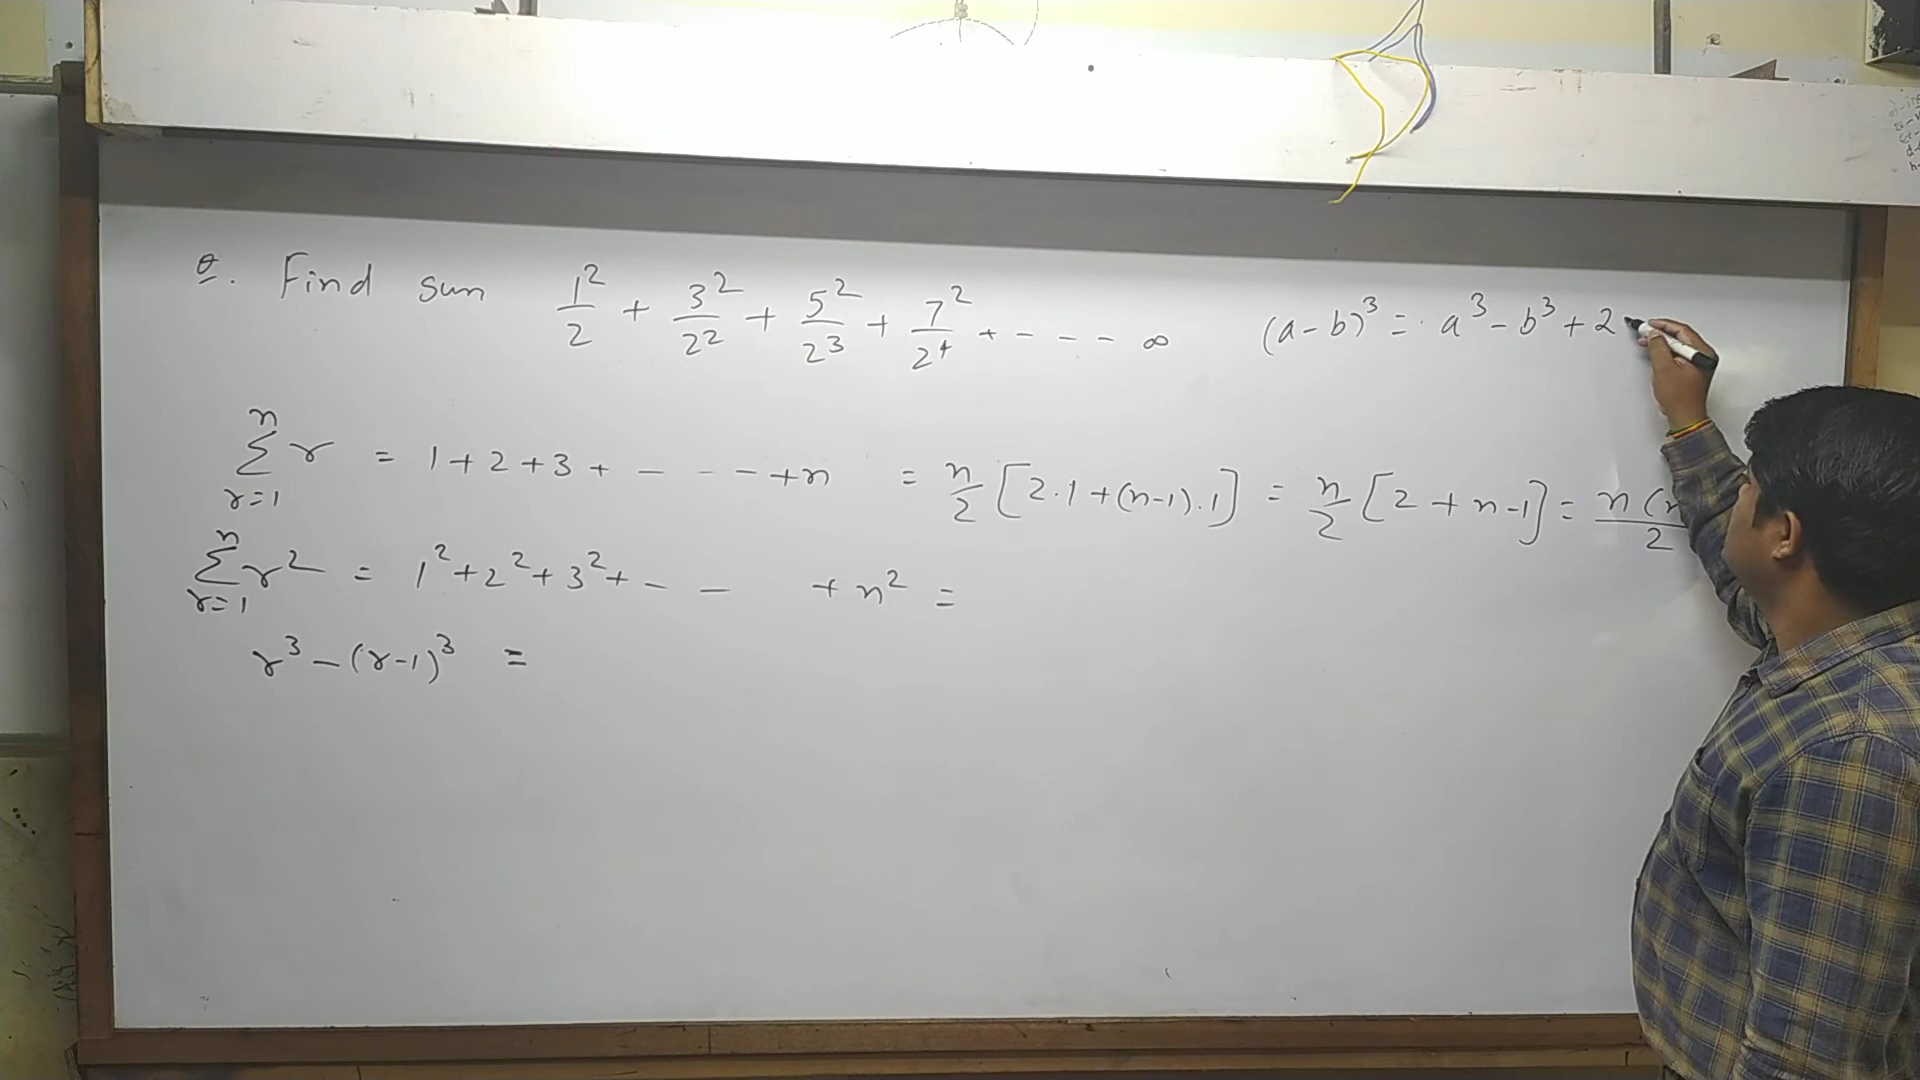 Q. Find sum 1²/2 + 3²/2² + 5²/2³ + 7²/2⁴ + - - - ∞
(a-b)³ = a³ - b³ + 2
n∑r=1 r = 1+2+3+ - - - +n = n/2 [2.1+(n-1).1] = n/2 [2 + n-1] = n(n/2
n∑r=1 r² = 1²+2²+3²+ - - + n² =
r³ - (r-1)³ =